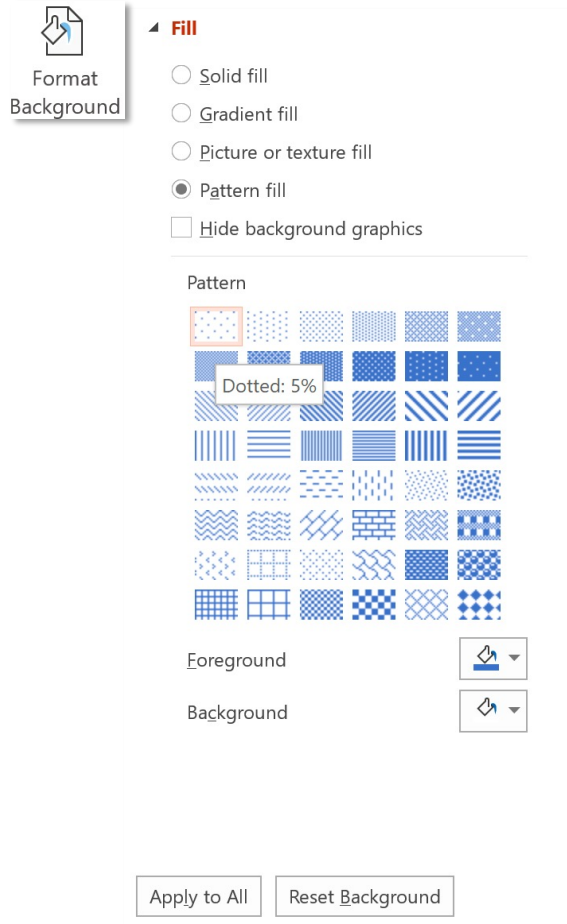 Format
Background
Fill
Solid fill
Gradient fill
Picture or texture fill
Pattern fill
Hide background graphics
Pattern
Dotted: 5%
Foreground
Background
Apply to All
Reset Background